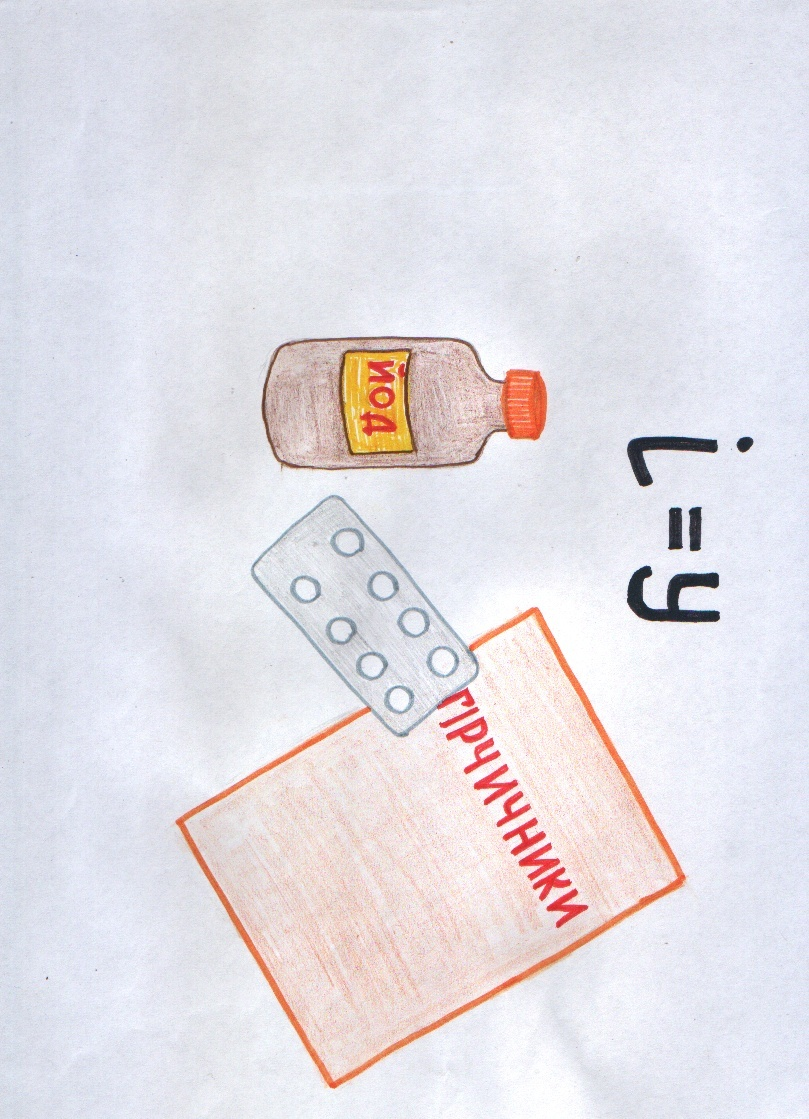 і = у
ЙОД
ГІРЧИЧНИКИ